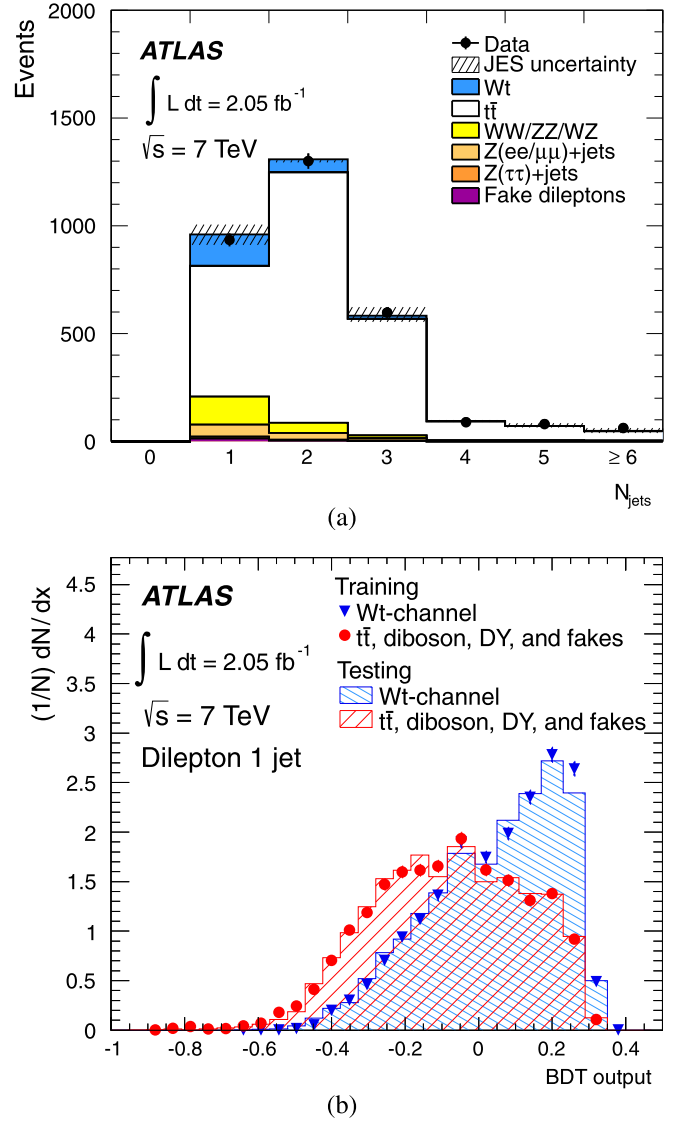 2000
1500
1000
500
0
Events
ATLAS
∫ L dt = 2.05 fb⁻¹
√s = 7 TeV
Data
JES uncertainty
Wt
tt̄
WW/ZZ/WZ
Z(ee/μμ)+jets
Z(ττ)+jets
Fake dileptons
0 1 2 3 4 5 ≥ 6
N_jets
(a)
4.5
4
3.5
3
2.5
2
1.5
1
0.5
0
(1/N) dN/dx
ATLAS
∫ L dt = 2.05 fb⁻¹
√s = 7 TeV
Dilepton 1 jet
Training
Wt-channel
tt̄, diboson, DY, and fakes
Testing
Wt-channel
tt̄, diboson, DY, and fakes
-1 -0.8 -0.6 -0.4 -0.2 0 0.2 0.4
BDT output
(b)